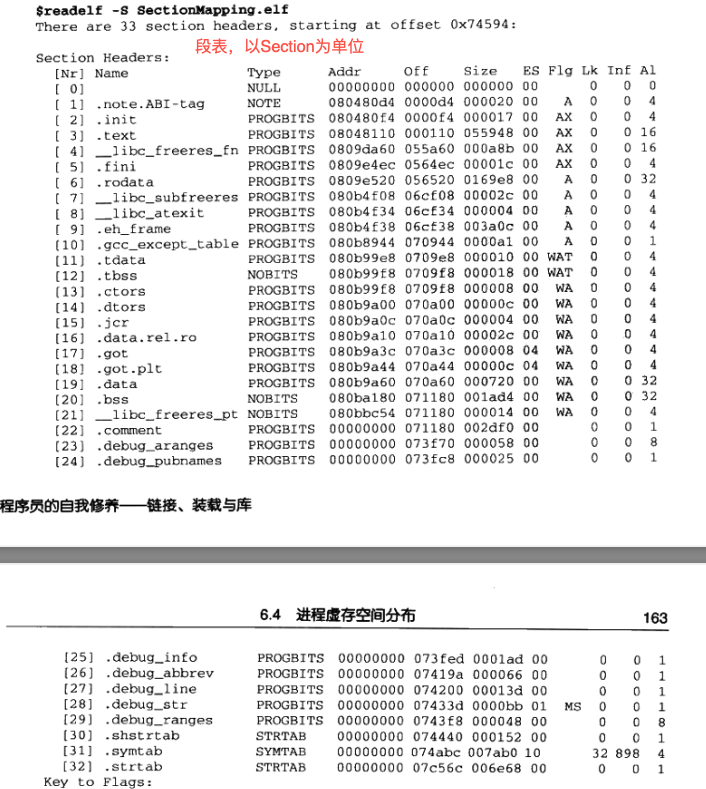 $readelf -S SectionMapping.elf
There are 33 section headers, starting at offset 0x74594:
段表，以Section为单位
Section Headers:
[Nr] Name Type Addr Off Size ES Flg Lk Inf Al
[ 0] NULL 00000000 000000 000000 00 0 0 0
[ 1] .note.ABI-tag NOTE 080480d4 0000d4 000020 00 A 0 0 4
[ 2] .init PROGBITS 080480f4 0000f4 000017 00 AX 0 0 4
[ 3] .text PROGBITS 08048110 000110 055948 00 AX 0 0 16
[ 4] __libc_freeres_fn PROGBITS 0809da60 055a60 000a8b 00 AX 0 0 16
[ 5] .fini PROGBITS 0809e4ec 0564ec 00001c 00 AX 0 0 4
[ 6] .rodata PROGBITS 0809e520 056520 0169e8 00 A 0 0 32
[ 7] __libc_subfreeres PROGBITS 080b4f08 06cf08 00002c 00 A 0 0 4
[ 8] __libc_atexit PROGBITS 080b4f34 06cf34 000004 00 A 0 0 4
[ 9] .eh_frame PROGBITS 080b4f38 06cf38 003a0c 00 A 0 0 4
[10] .gcc_except_table PROGBITS 080b8944 070944 0000a1 00 A 0 0 1
[11] .tdata PROGBITS 080b99e8 0709e8 000010 00 WAT 0 0 4
[12] .tbss NOBITS 080b99f8 0709f8 000018 00 WAT 0 0 4
[13] .ctors PROGBITS 080b99f8 0709f8 000008 00 WA 0 0 4
[14] .dtors PROGBITS 080b9a00 070a00 00000c 00 WA 0 0 4
[15] .jcr PROGBITS 080b9a0c 070a0c 000004 00 WA 0 0 4
[16] .data.rel.ro PROGBITS 080b9a10 070a10 00002c 00 WA 0 0 4
[17] .got PROGBITS 080b9a3c 070a3c 000008 04 WA 0 0 4
[18] .got.plt PROGBITS 080b9a44 070a44 00000c 04 WA 0 0 4
[19] .data PROGBITS 080b9a60 070a60 000720 00 WA 0 0 32
[20] .bss NOBITS 080ba180 071180 001ad4 00 WA 0 0 32
[21] __libc_freeres_pt NOBITS 080bbc54 071180 000014 00 WA 0 0 4
[22] .comment PROGBITS 00000000 071180 002df0 00 0 0 1
[23] .debug_aranges PROGBITS 00000000 073f70 000058 00 0 0 8
[24] .debug_pubnames PROGBITS 00000000 073fc8 000025 00 0 0 1
程序员的自我修养——链接、装载与库
6.4 进程虚存空间分布 163
[25] .debug_info PROGBITS 00000000 073fed 0001ad 00 0 0 1
[26] .debug_abbrev PROGBITS 00000000 07419a 000066 00 0 0 1
[27] .debug_line PROGBITS 00000000 074200 00013d 00 0 0 1
[28] .debug_str PROGBITS 00000000 07433d 0000bb 01 MS 0 0 1
[29] .debug_ranges PROGBITS 00000000 0743f8 000048 00 0 0 8
[30] .shstrtab STRTAB 00000000 074440 000152 00 0 0 1
[31] .symtab SYMTAB 00000000 074abc 007ab0 10 32 898 4
[32] .strtab STRTAB 00000000 07c56c 006e68 00 0 0 1
Key to Flags: